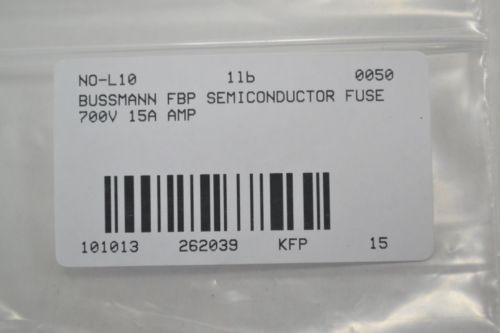 NO-L10 1lb 0050
BUSSMANN FBP SEMICONDUCTOR FUSE
700V 15A AMP
101013 262039 KFP 15